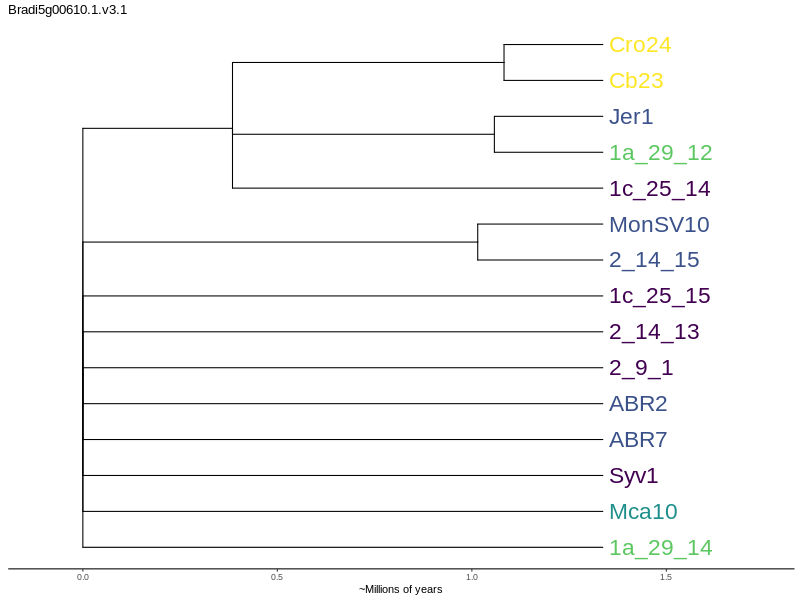 Bradi5g00610.1.v3.1
Cro24
Cb23
Jer1
1a_29_12
1c_25_14
MonSV10
2_14_15
1c_25_15
2_14_13
2_9_1
ABR2
ABR7
Syv1
Mca10
1a_29_14
0.0 0.5 1.0 1.5
~Millions of years